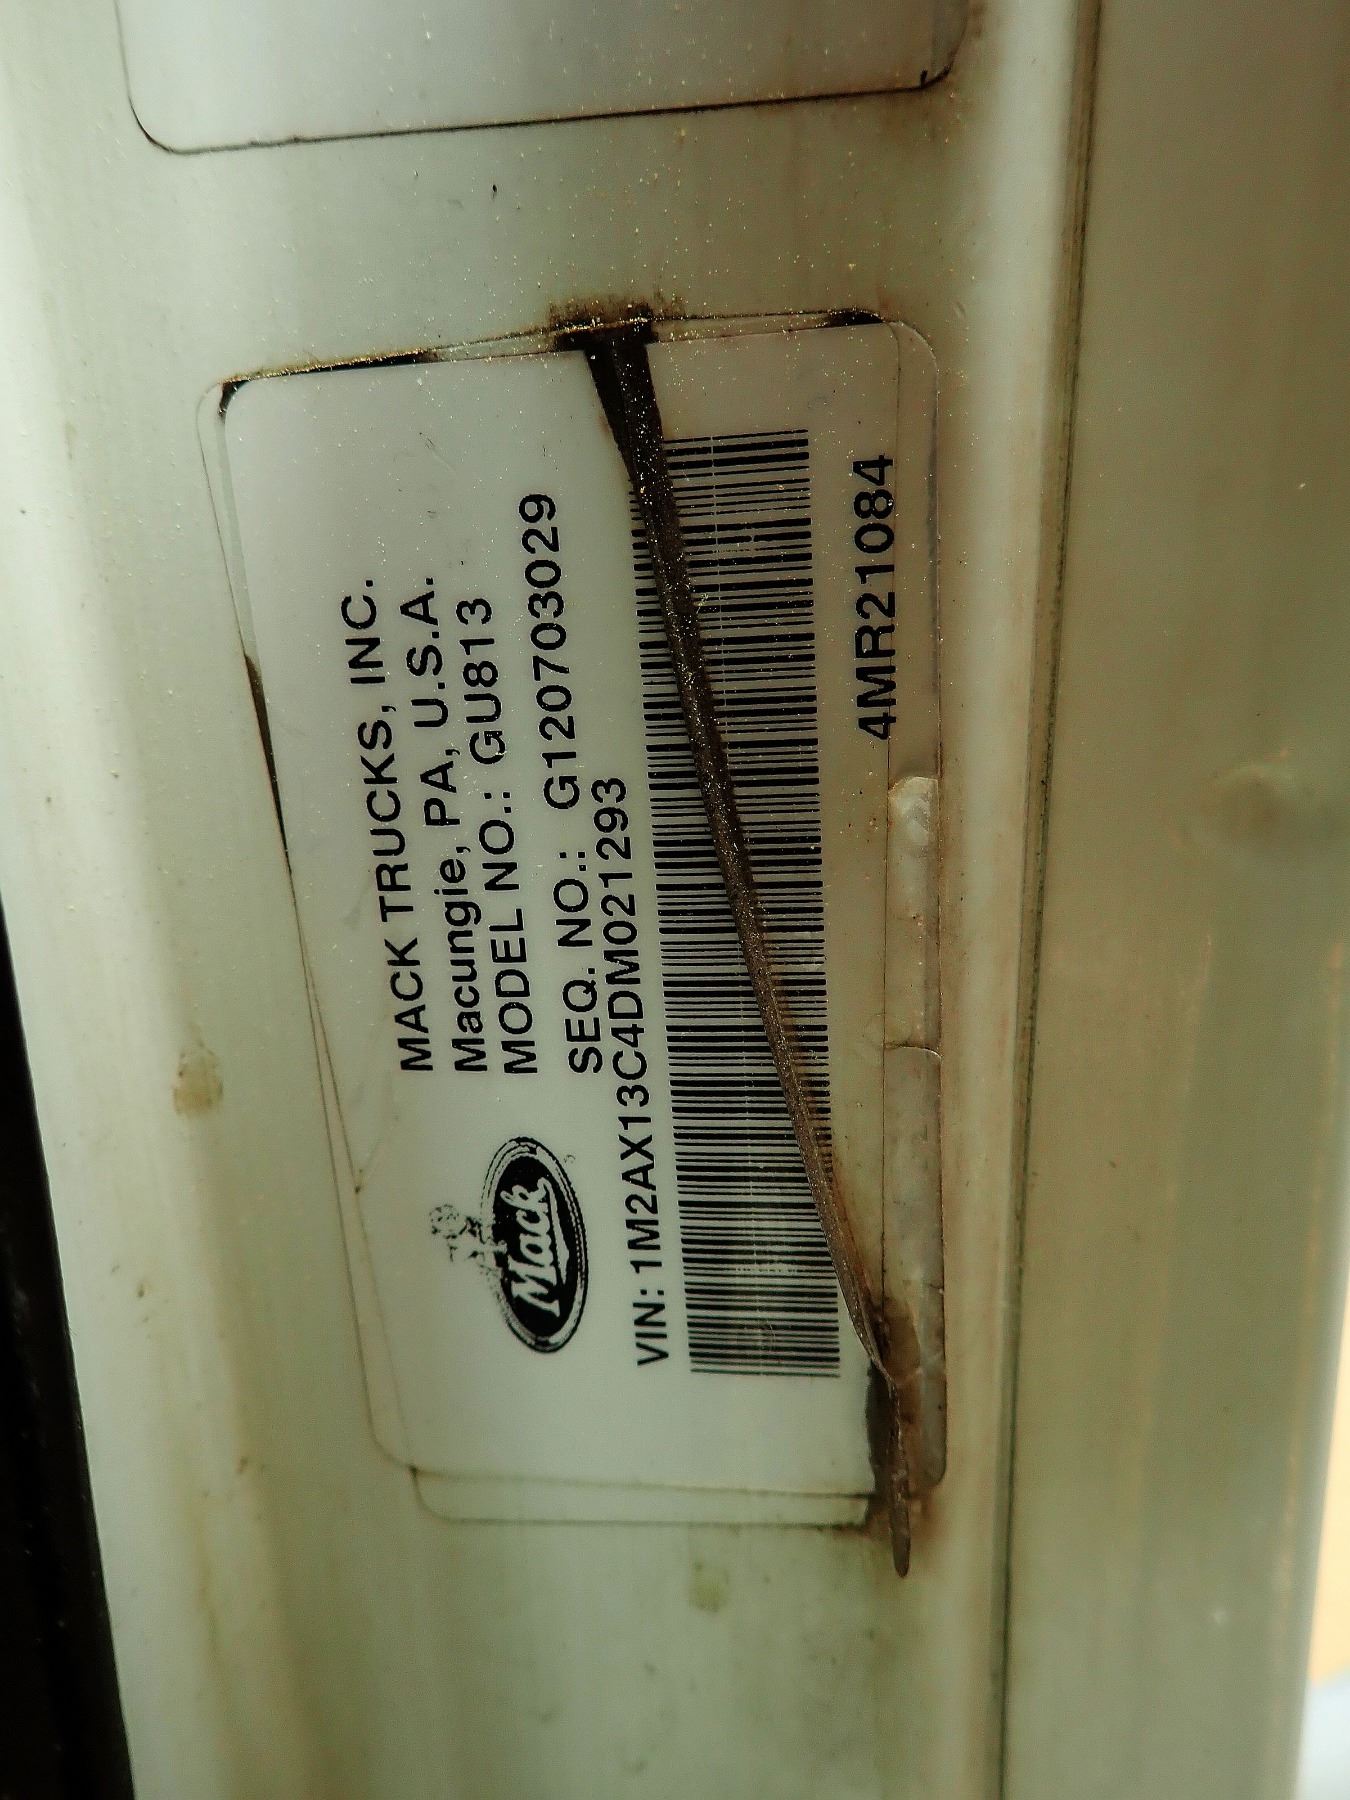 MACK TRUCKS, INC.
Macungie, PA, U.S.A.
MODEL NO.: GU813
SEQ. NO.: G120703029
Mack
VIN: 1M2AX13C4DM021293
4MR21084